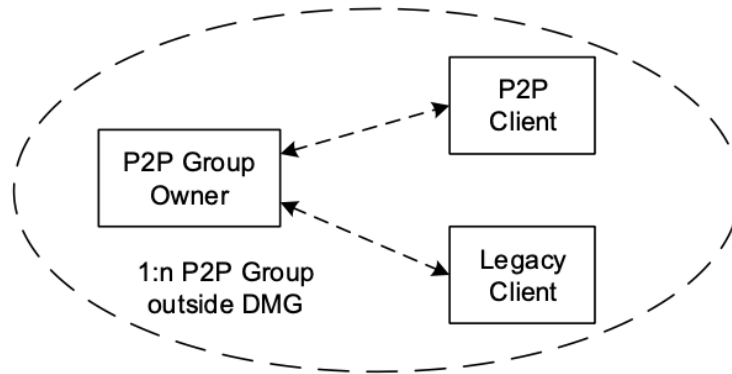 P2P
Client
P2P Group
Owner
1:n P2P Group
outside DMG
Legacy
Client